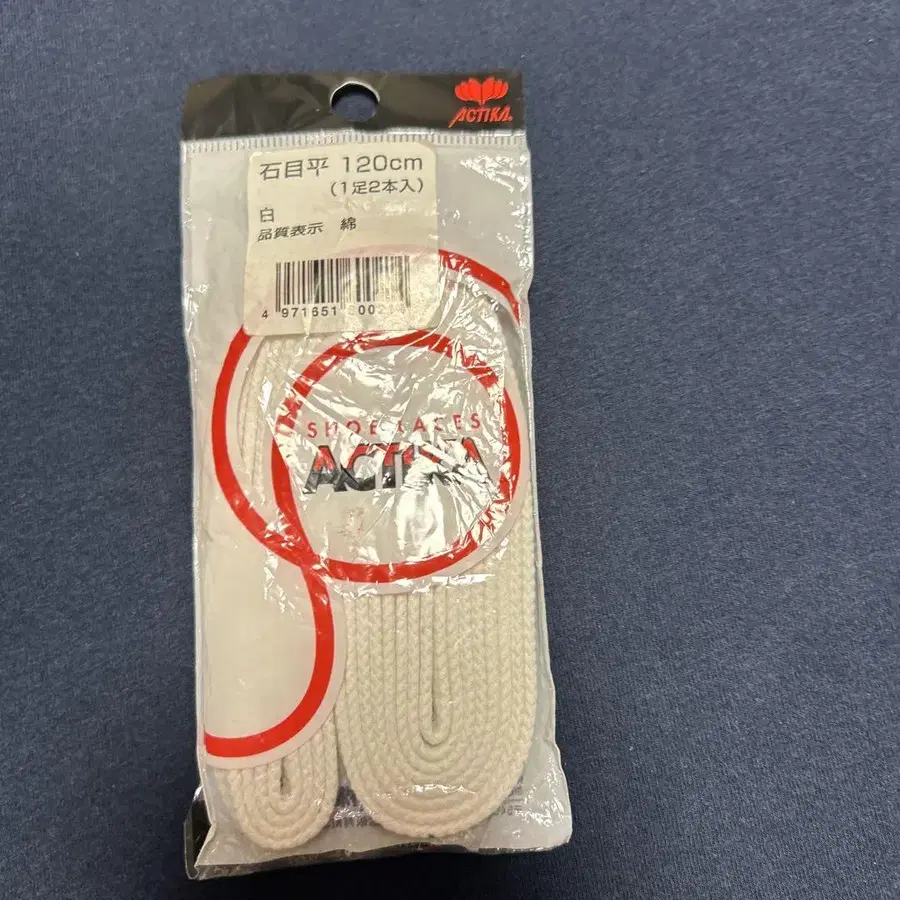 ACTIKA
石目平 120cm
(1足2本入)
白
品質表示 綿
4 971651
SHOE LACES
ACTIKA